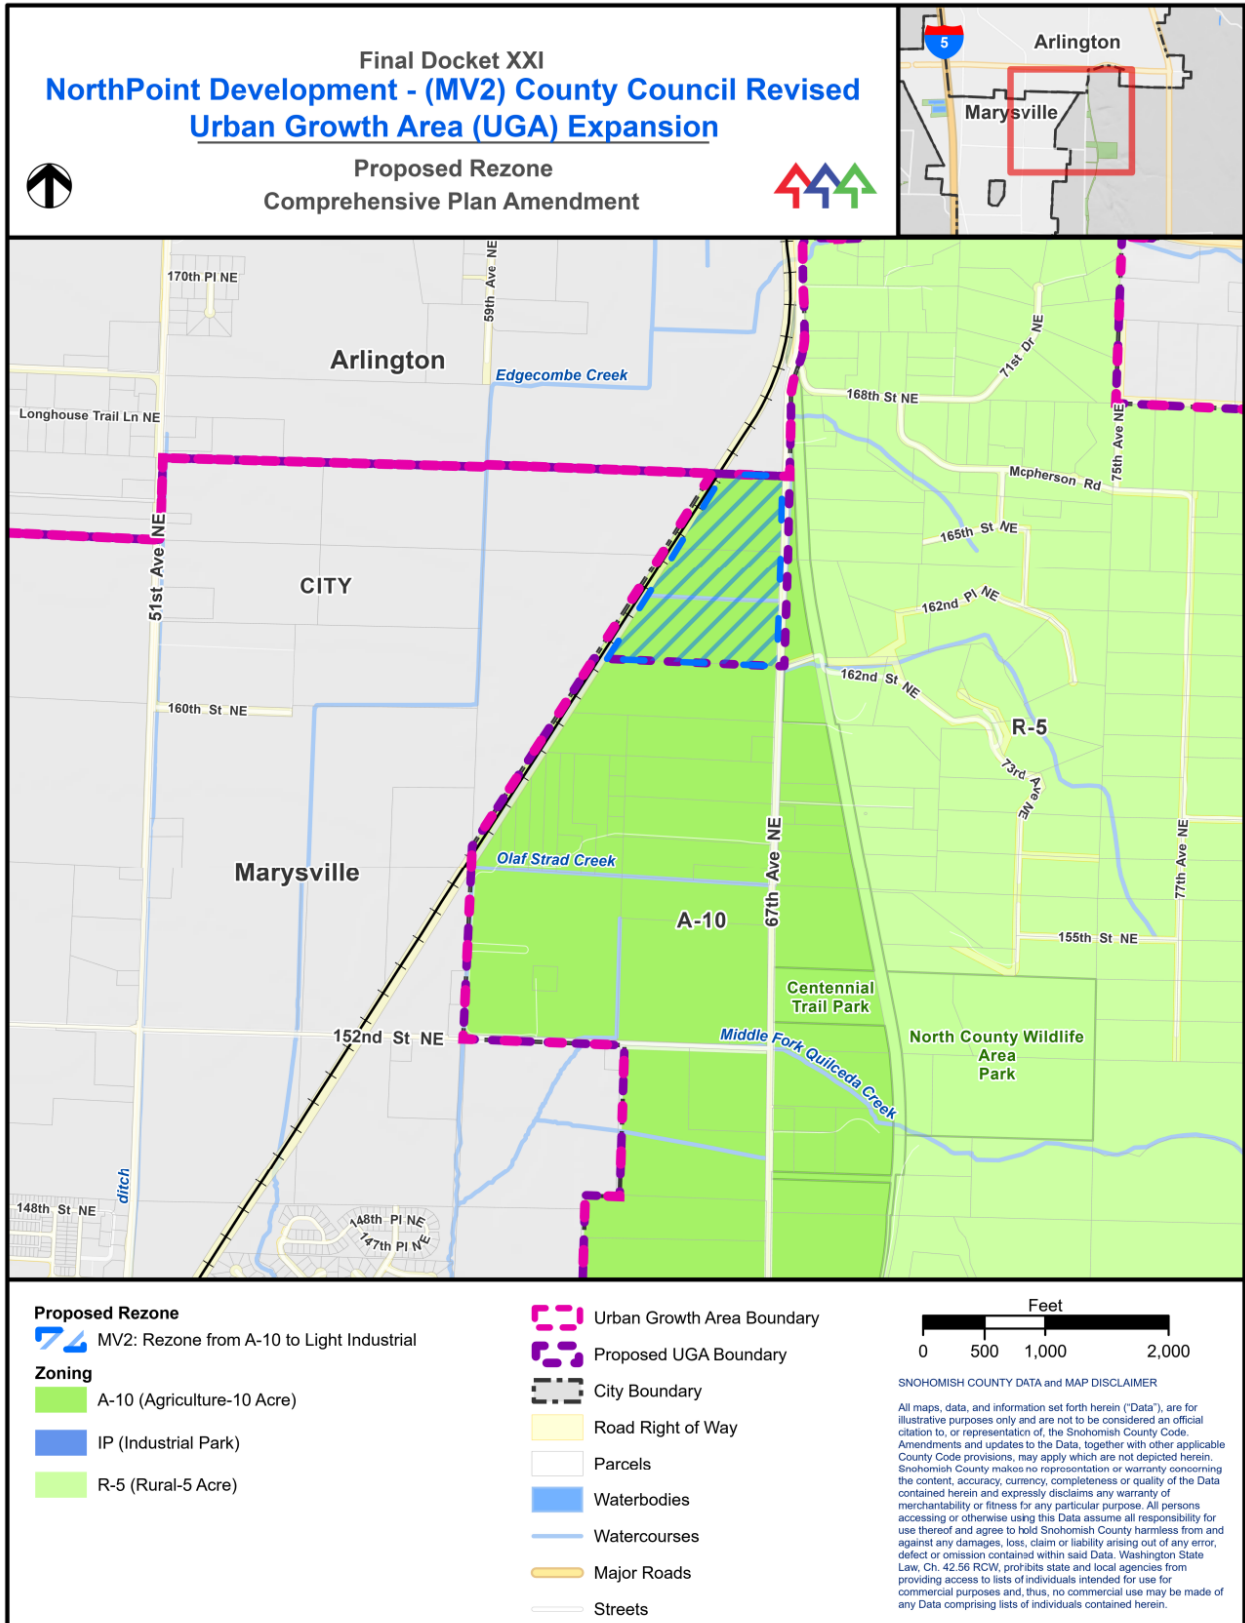 Final Docket XXI
NorthPoint Development - (MV2) County Council Revised
Urban Growth Area (UGA) Expansion
Proposed Rezone
Comprehensive Plan Amendment
5
Arlington
Marysville
170th Pl NE
59th Ave NE
Arlington
Edgecombe Creek
Longhouse Trail Ln NE
71st Dr NE
168th St NE
75th Ave NE
Mcpherson Rd
165th St NE
51st Ave NE
CITY
162nd Pl NE
162nd St NE
160th St NE
R-5
73rd Ave NE
67th Ave NE
77th Ave NE
Olaf Strad Creek
Marysville
A-10
155th St NE
Centennial
Trail Park
152nd St NE
Middle Fork Quilceda Creek
North County Wildlife
Area
Park
ditch
148th St NE
148th Pl NE
147th Pl NE
Proposed Rezone
MV2: Rezone from A-10 to Light Industrial
Zoning
A-10 (Agriculture-10 Acre)
IP (Industrial Park)
R-5 (Rural-5 Acre)
Urban Growth Area Boundary
Proposed UGA Boundary
City Boundary
Road Right of Way
Parcels
Waterbodies
Watercourses
Major Roads
Streets
Feet
0 500 1,000 2,000
SNOHOMISH COUNTY DATA and MAP DISCLAIMER
All maps, data, and information set forth herein ("Data"), are for
illustrative purposes only and are not to be considered an official
citation to, or representation of, the Snohomish County Code.
Amendments and updates to the Data, together with other applicable
County Code provisions, may apply which are not depicted herein.
Snohomish County makes no representation or warranty concerning
the content, accuracy, currency, completeness or quality of the Data
contained herein and expressly disclaims any warranty of
merchantability or fitness for any particular purpose. All persons
accessing or otherwise using this Data assume all responsibility for
use thereof and agree to hold Snohomish County harmless from and
against any damages, loss, claim or liability arising out of any error,
defect or omission contained within said Data. Washington State
Law, Ch. 42.56 RCW, prohibits state and local agencies from
providing access to lists of individuals intended for use for
commercial purposes and, thus, no commercial use may be made of
any Data comprising lists of individuals contained herein.